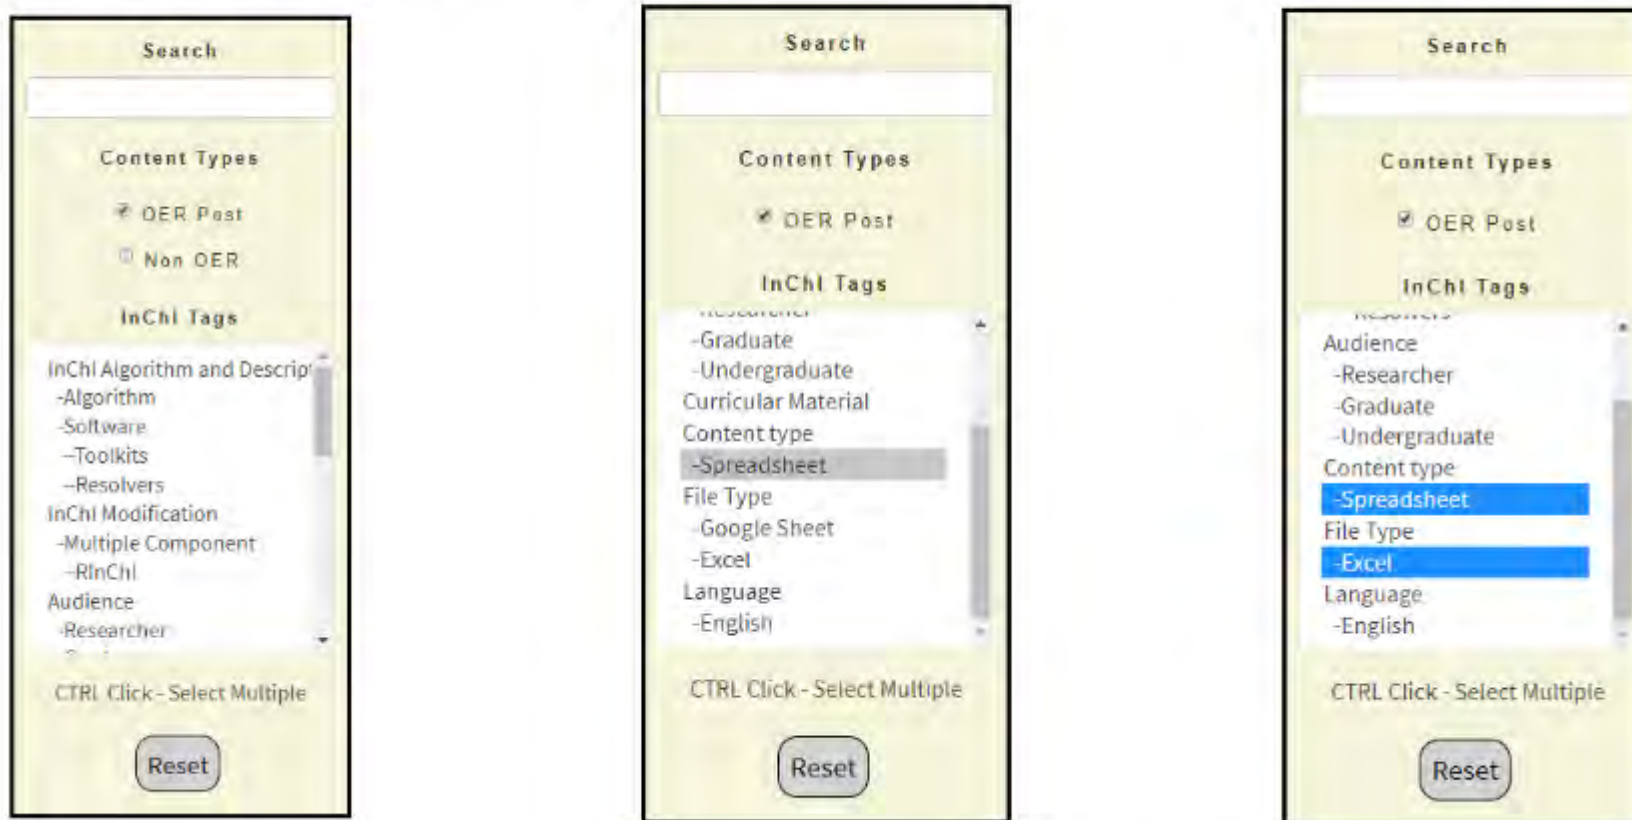 Search
Content Types
OER Post
Non OER
InChI Tags
InChI Algorithm and Descrip
-Algorithm
-Software
--Toolkits
--Resolvers
InChI Modification
-Multiple Component
--RInChI
Audience
-Researcher
CTRL Click - Select Multiple
Reset
Search
Content Types
OER Post
InChI Tags
-Graduate
-Undergraduate
Curricular Material
Content type
-Spreadsheet
File Type
-Google Sheet
-Excel
Language
-English
CTRL Click - Select Multiple
Reset
Search
Content Types
OER Post
InChI Tags
Audience
-Researcher
-Graduate
-Undergraduate
Content type
-Spreadsheet
File Type
-Excel
Language
-English
CTRL Click - Select Multiple
Reset